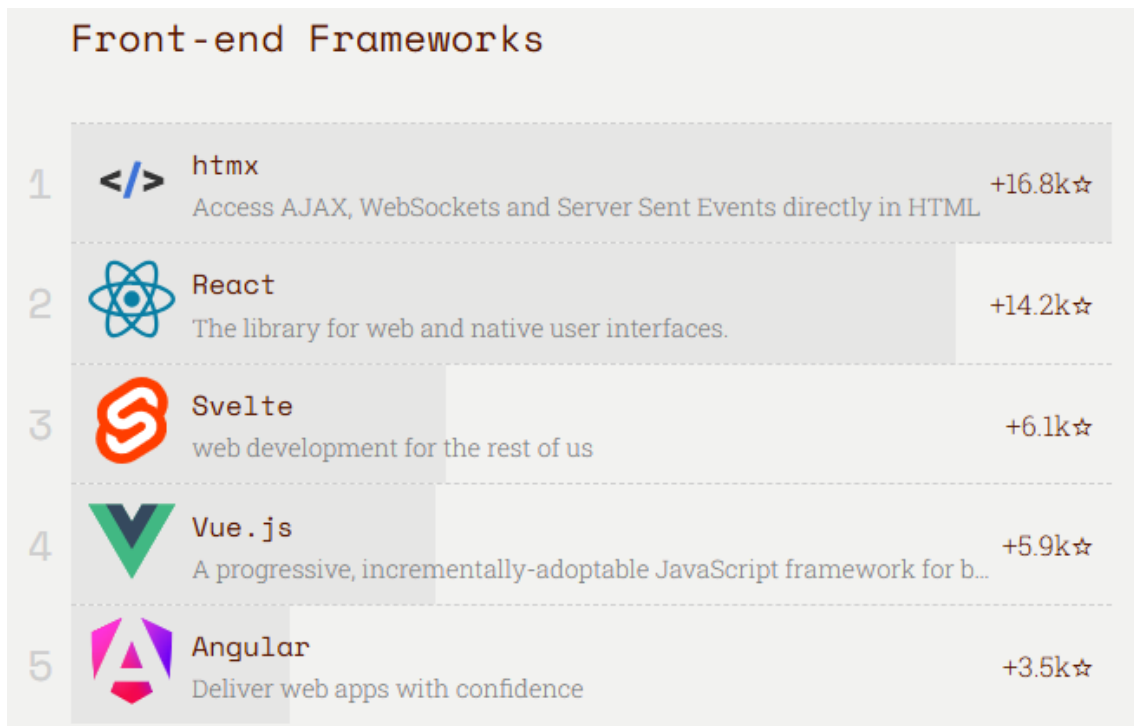 Front-end Frameworks
1
</>
htmx
Access AJAX, WebSockets and Server Sent Events directly in HTML
+16.8k☆
2
React
The library for web and native user interfaces.
+14.2k☆
3
Svelte
web development for the rest of us
+6.1k☆
4
Vue.js
A progressive, incrementally-adoptable JavaScript framework for b...
+5.9k☆
5
Angular
Deliver web apps with confidence
+3.5k☆